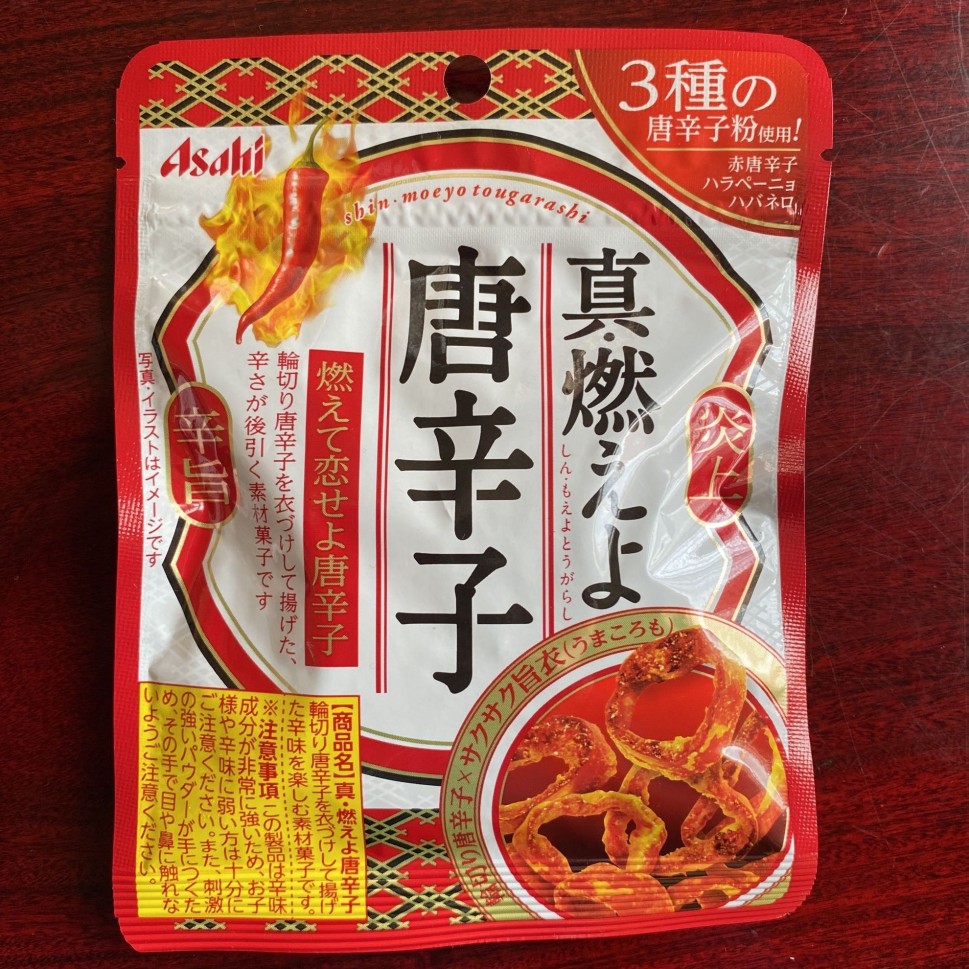 Asahi
3種の
唐辛子粉使用!
赤唐辛子
ハラペーニョ
ハバネロ
shin・moeyo tougarashi
真・燃えよ
しん・もえよとうがらし
唐辛子
炎上
辛旨
燃えて恋せよ唐辛子
輪切り唐辛子を衣づけして揚げた、
辛さが後引く素材菓子です
写真・イラストはイメージです
輪切り唐辛子×サクサク旨衣(うまころも)
【商品名】真・燃えよ唐辛子
輪切り唐辛子を衣づけして揚げ
た辛味を楽しむ素材菓子です。
※注意事項 この製品は辛味
成分が非常に強いため、お子
様や辛味に弱い方は十分に
ご注意ください。また、刺激
の強いパウダーが手につくた
め、その手で目や鼻に触れな
いようご注意ください。